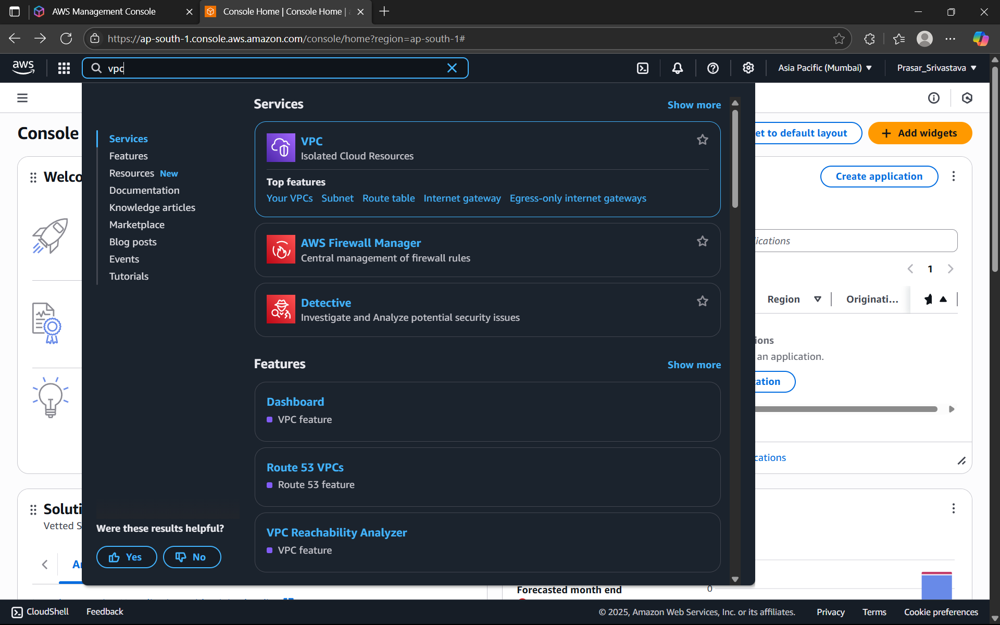 AWS Management Console
Console Home | Console Home |
https://ap-south-1.console.aws.amazon.com/console/home?region=ap-south-1#
aws
vpc
Asia Pacific (Mumbai)
Prasar_Srivastava
Console
et to default layout
Add widgets
Welco
Create application
ications
1
Region
Originati...
ions
an application.
ation
cations
Services
Features
Resources New
Documentation
Knowledge articles
Marketplace
Blog posts
Events
Tutorials
Services
Show more
VPC
Isolated Cloud Resources
Top features
Your VPCs Subnet Route table Internet gateway Egress-only internet gateways
AWS Firewall Manager
Central management of firewall rules
Detective
Investigate and Analyze potential security issues
Features
Show more
Dashboard
VPC feature
Route 53 VPCs
Route 53 feature
VPC Reachability Analyzer
VPC feature
Were these results helpful?
Yes
No
Soluti
Vetted S
Forecasted month end
0
CloudShell
Feedback
© 2025, Amazon Web Services, Inc. or its affiliates.
Privacy
Terms
Cookie preferences